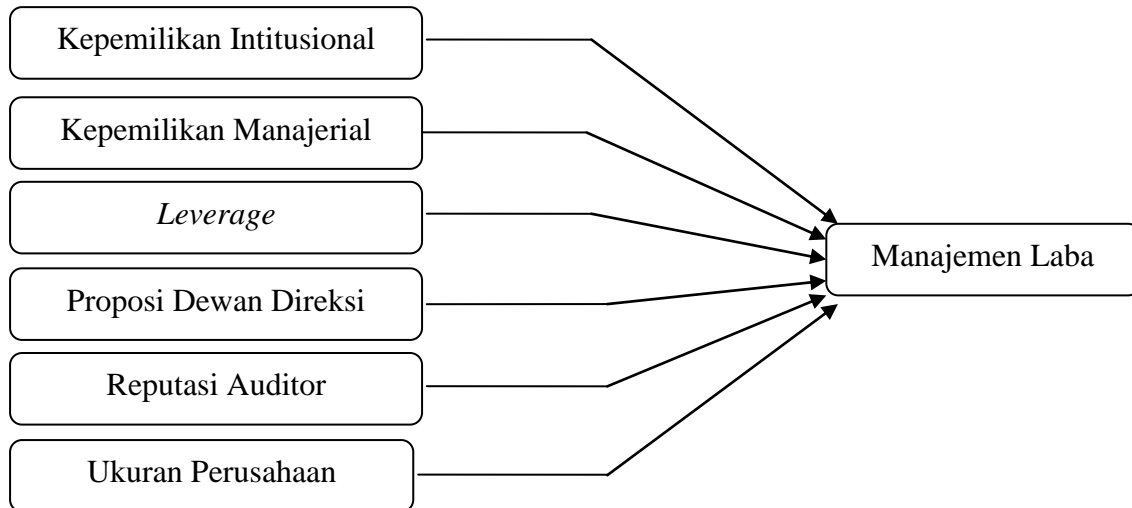 Kepemilikan Intitusional
Kepemilikan Manajerial
Leverage
Proposi Dewan Direksi
Reputasi Auditor
Ukuran Perusahaan
Manajemen Laba